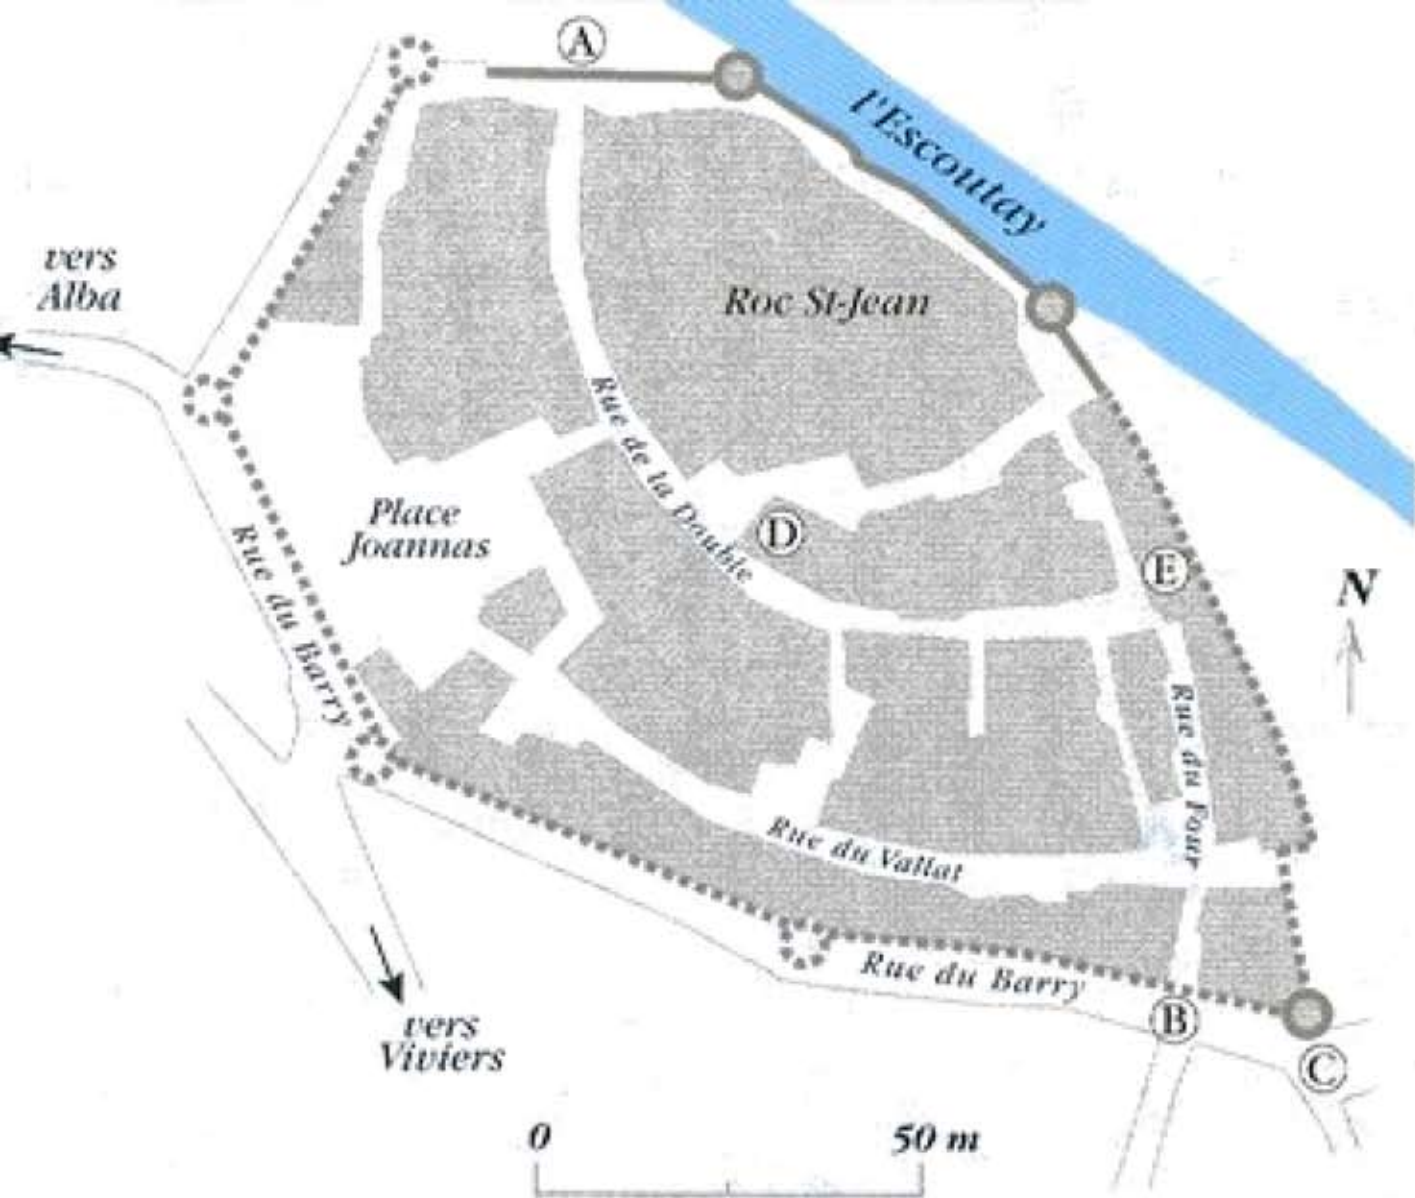 A
l'Escoutay
vers
Alba
Roc St-Jean
Rue de la Double
Place
Joannas
D
E
N
Rue du Barry
Rue du Four
Rue du Vallat
Rue du Barry
B
C
vers
Viviers
0
50 m